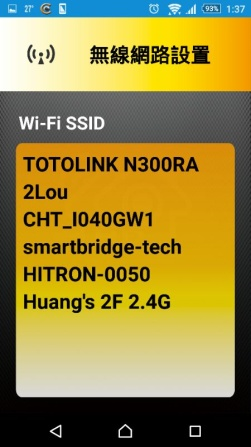 27° 93% 1:37
無線網路設置
Wi-Fi SSID
TOTOLINK N300RA
2Lou
CHT_I040GW1
smartbridge-tech
HITRON-0050
Huang's 2F 2.4G